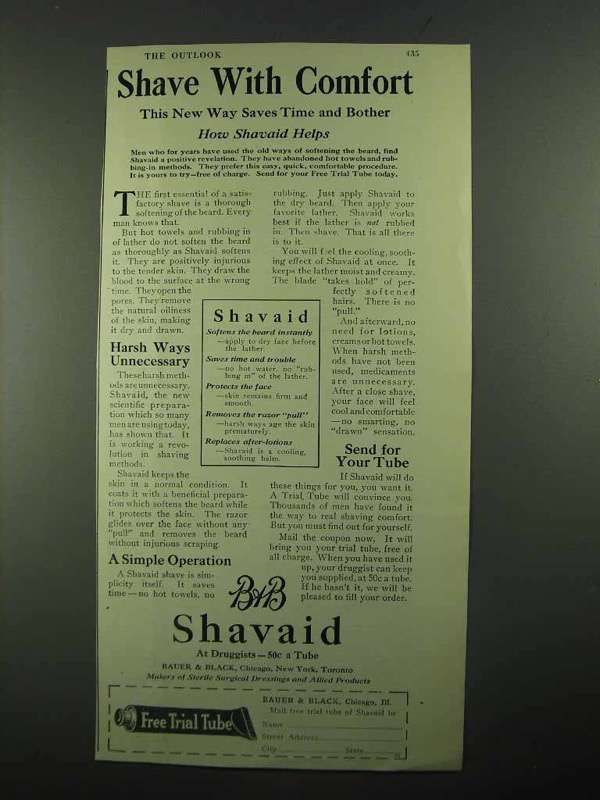 THE OUTLOOK
435
Shave With Comfort
This New Way Saves Time and Bother
How Shavaid Helps
Men who for years have used the old ways of softening the beard, find
Shavaid a positive revelation. They have abandoned hot towels and rub-
bing-in methods. They prefer this easy, quick, comfortable procedure.
It is yours to try—free of charge. Send for your Free Trial Tube today.
THE first essential of a satis-
factory shave is a thorough
softening of the beard. Every
man knows that.
But hot towels and rubbing in
of lather do not soften the beard
as thoroughly as Shavaid softens
it. They are positively injurious
to the tender skin. They draw the
blood to the surface at the wrong
time. They open the
pores. They remove
the natural oiliness
of the skin, making
it dry and drawn.
Harsh Ways
Unnecessary
These harsh meth-
ods are unnecessary.
Shavaid, the new
scientific prepara-
tion which so many
men are using today,
has shown that. It
is working a revo-
lution in shaving
methods.
Shavaid keeps the
skin in a normal condition. It
coats it with a beneficial prepara-
tion which softens the beard while
it protects the skin. The razor
glides over the face without any
"pull" and removes the beard
without injurious scraping.
A Simple Operation
A Shavaid shave is sim-
plicity itself. It saves
time—no hot towels, no
Shavaid
Softens the beard instantly
—apply to dry face before
the lather.
Saves time and trouble
—no hot water, no "rub-
bing in" of the lather.
Protects the face
—skin remains firm and
smooth.
Removes the razor "pull"
—harsh ways age the skin
prematurely.
Replaces after-lotions
—Shavaid is a cooling,
soothing balm.
rubbing. Just apply Shavaid to
the dry beard. Then apply your
favorite lather. Shavaid works
best if the lather is not rubbed
in. Then shave. That is all there
is to it.
You will feel the cooling, sooth-
ing effect of Shavaid at once. It
keeps the lather moist and creamy.
The blade "takes hold" of per-
fectly softened
hairs. There is no
"pull."
And afterward, no
need for lotions,
creams or hot towels.
When harsh meth-
ods have not been
used, medicaments
are unnecessary.
After a close shave,
your face will feel
cool and comfortable
—no smarting, no
"drawn" sensation.
Send for
Your Tube
If Shavaid will do
these things for you, you want it.
A Trial Tube will convince you.
Thousands of men have found it
the way to real shaving comfort.
But you must find out for yourself.
Mail the coupon now. It will
bring you your trial tube, free of
all charge. When you have used it
up, your druggist can keep
you supplied, at 50c a tube.
If he hasn't it, we will be
pleased to fill your order.
B&B
Shavaid
At Druggists—50c a Tube
BAUER & BLACK, Chicago, New York, Toronto
Makers of Sterile Surgical Dressings and Allied Products
Free Trial Tube
BAUER & BLACK, Chicago, Ill.
Mail free trial tube of Shavaid to
Name
Street Address
City State